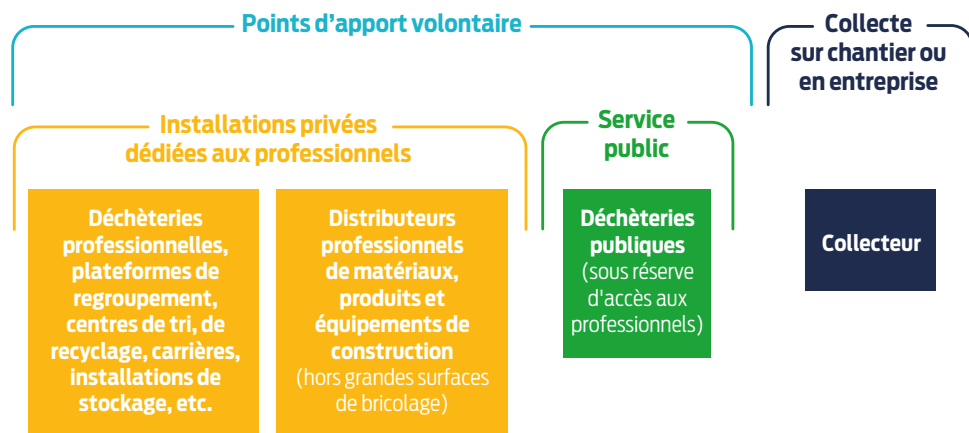 Points d’apport volontaire
Collecte
sur chantier ou
en entreprise
Installations privées
dédiées aux professionnels
Service
public
Déchèteries
professionnelles,
plateformes de
regroupement,
centres de tri, de
recyclage, carrières,
installations de
stockage, etc.
Distributeurs
professionnels
de matériaux,
produits et
équipements de
construction
(hors grandes surfaces
de bricolage)
Déchèteries
publiques
(sous réserve
d'accès aux
professionnels)
Collecteur